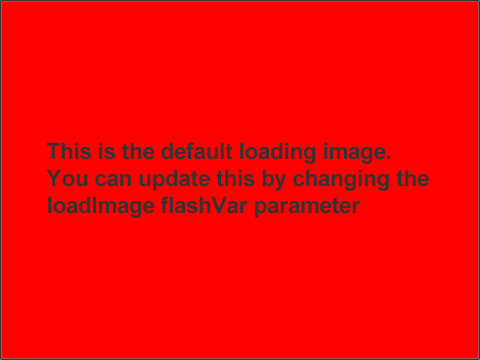 This is the default loading image.
You can update this by changing the
loadImage flashVar parameter